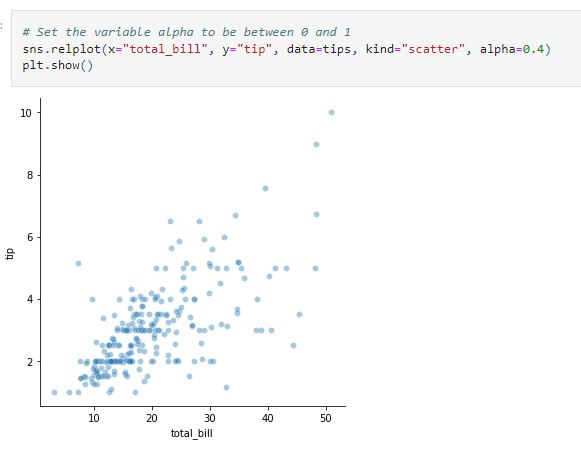 :
# Set the variable alpha to be between 0 and 1
sns.relplot(x="total_bill", y="tip", data=tips, kind="scatter", alpha=0.4)
plt.show()
10
8
6
4
2
tip
10 20 30 40 50
total_bill